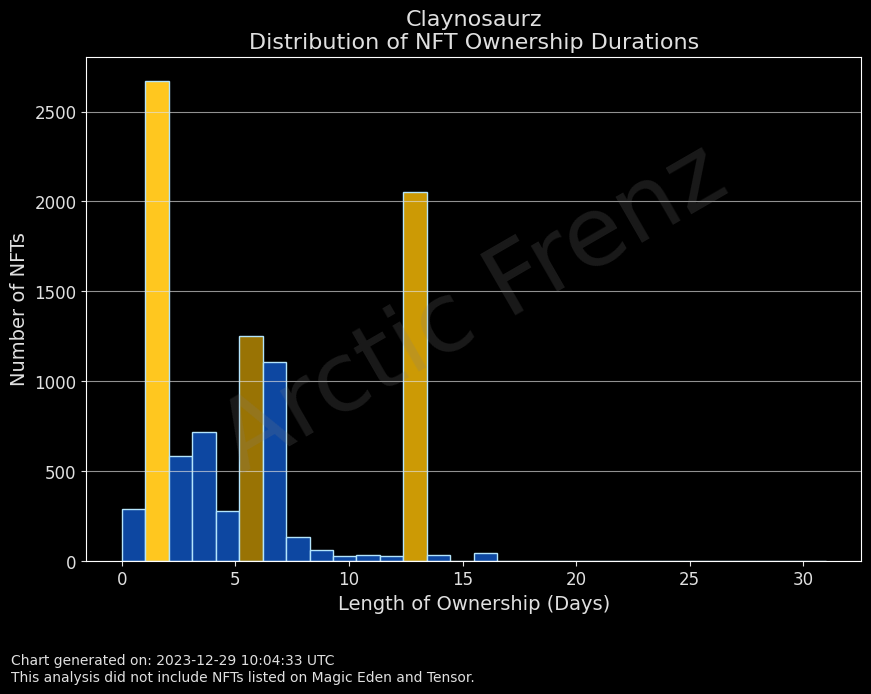 Claynosaurz
Distribution of NFT Ownership Durations
Number of NFTs
2500
2000
1500
1000
500
0
Arctic Frenz
0 5 10 15 20 25 30
Length of Ownership (Days)
Chart generated on: 2023-12-29 10:04:33 UTC
This analysis did not include NFTs listed on Magic Eden and Tensor.